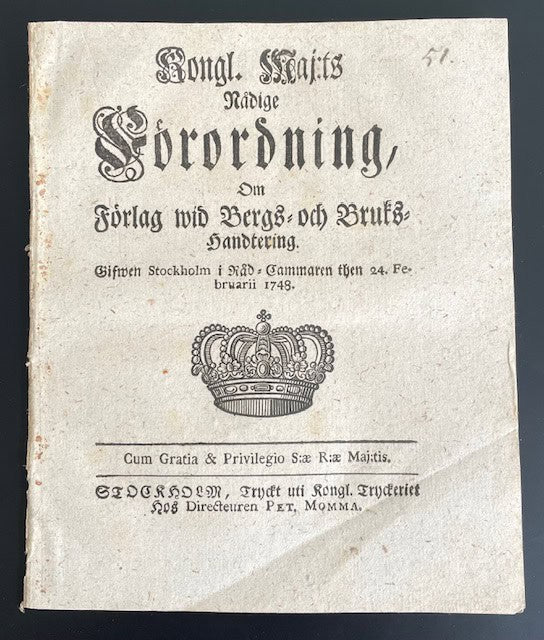 51.
Kongl. Maj:ts
Nådige
Förordning,
Om
Förlag wid Bergs- och Bruks-
Handtering.
Gifwen Stockholm i Råd-Cammaren then 24. Fe-
bruarii 1748.
Cum Gratia & Privilegio S:æ R:æ Maj:tis.
STOCKHOLM, Tryckt uti Kongl. Tryckeriet
Hos Directeuren PET. MOMMA.